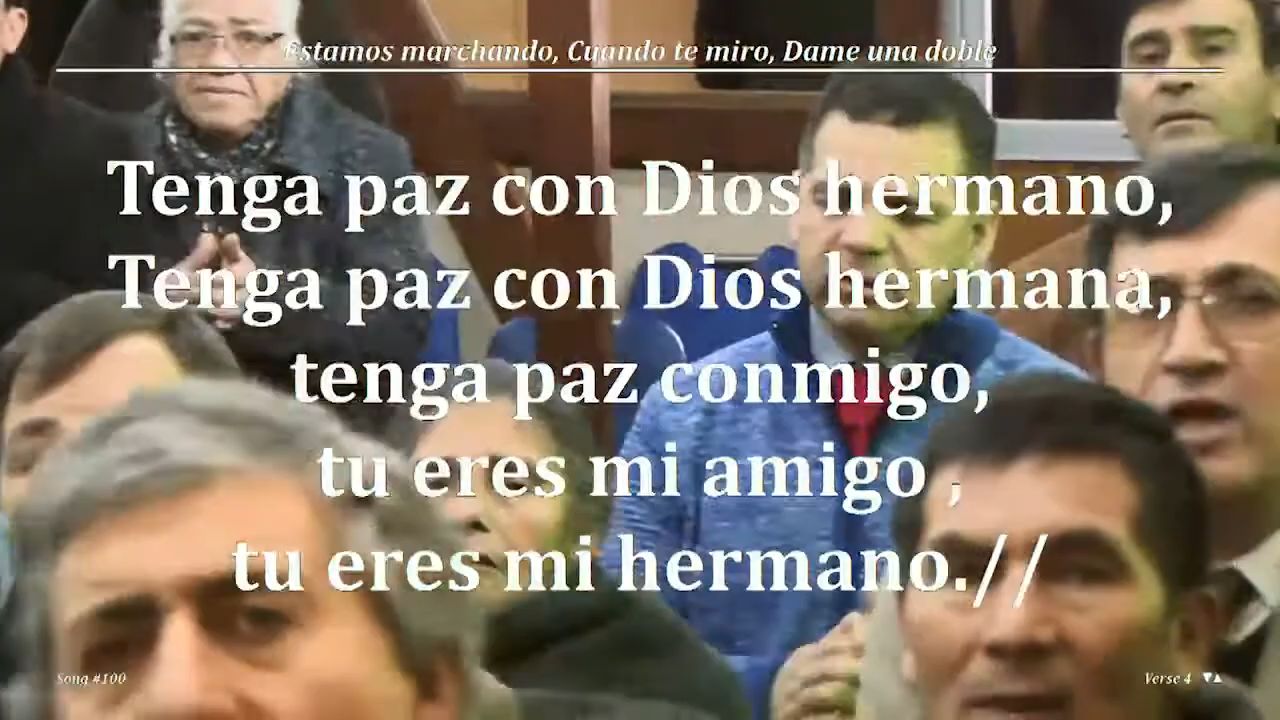 Estamos marchando, Cuando te miro, Dame una doble
Tenga paz con Dios hermano,
Tenga paz con Dios hermana,
tenga paz conmigo,
tu eres mi amigo ,
tu eres mi hermano.//
Song #100
Verse 4 ▼▲